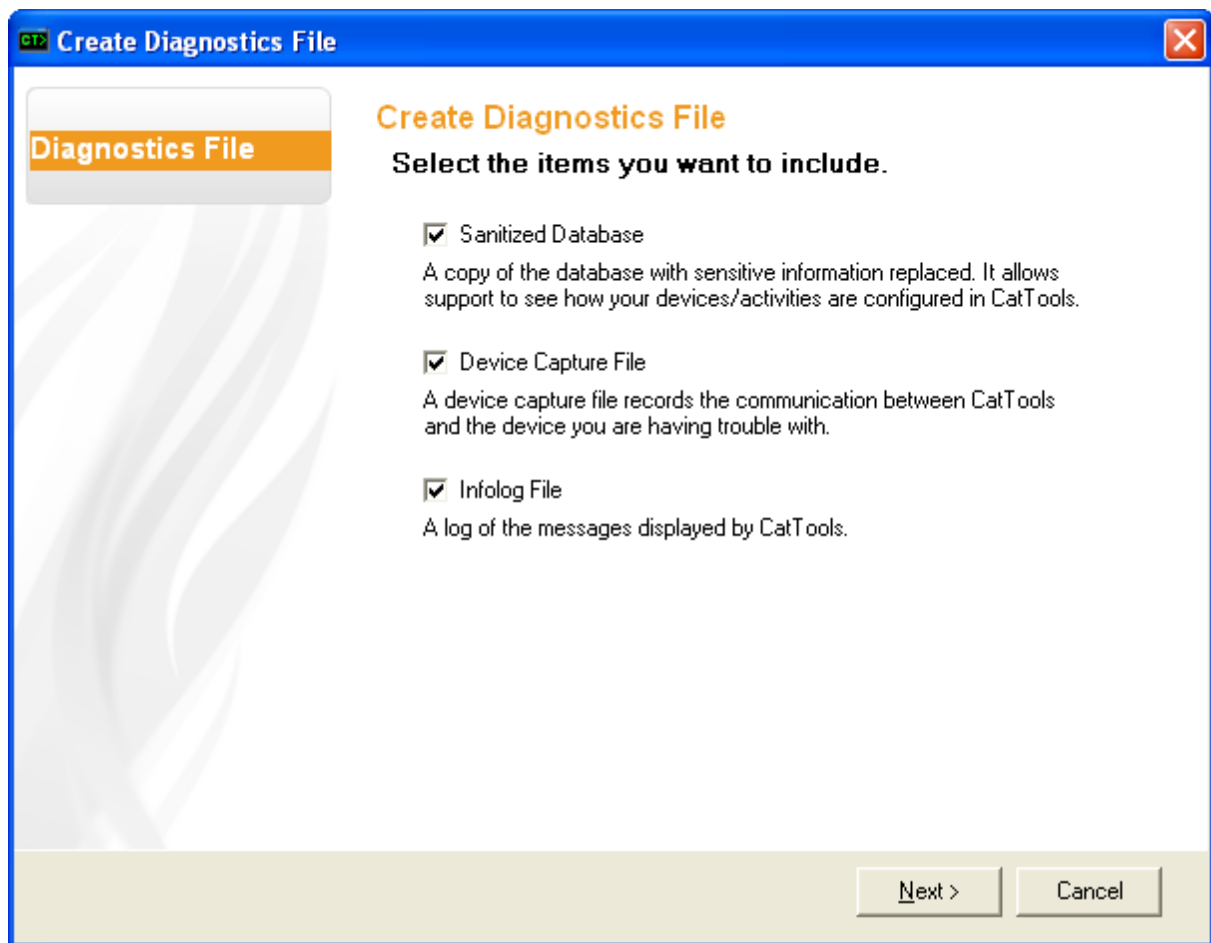 CT> Create Diagnostics File
Diagnostics File
Create Diagnostics File
Select the items you want to include.
Sanitized Database
A copy of the database with sensitive information replaced. It allows
support to see how your devices/activities are configured in CatTools.
Device Capture File
A device capture file records the communication between CatTools
and the device you are having trouble with.
Infolog File
A log of the messages displayed by CatTools.
Next >
Cancel